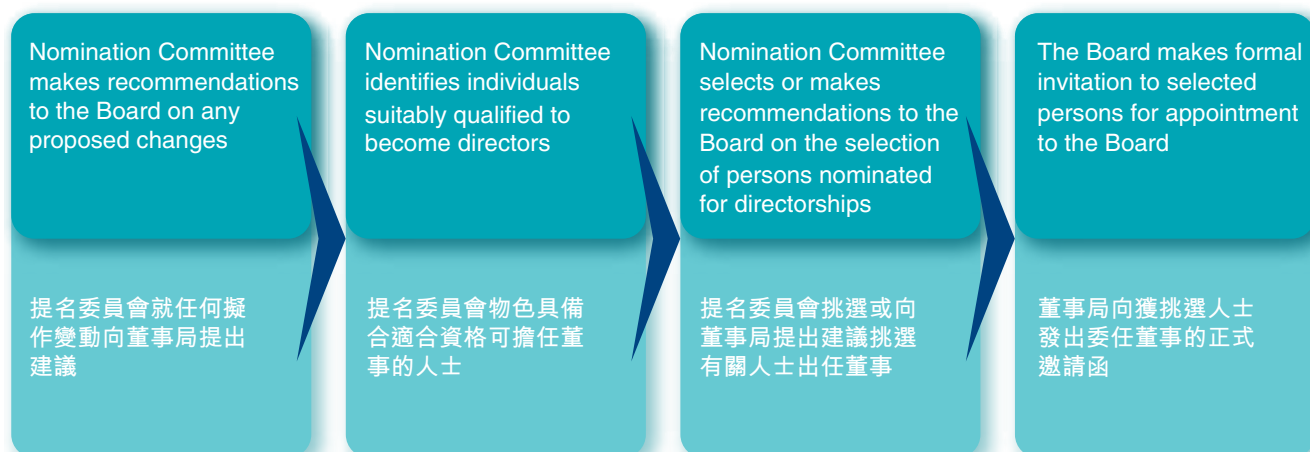 Nomination Committee
makes recommendations
to the Board on any
proposed changes
提名委員會就任何擬
作變動向董事局提出
建議
Nomination Committee
identifies individuals
suitably qualified to
become directors
提名委員會物色具備
合適合資格可擔任董
事的人士
Nomination Committee
selects or makes
recommendations to the
Board on the selection
of persons nominated
for directorships
提名委員會挑選或向
董事局提出建議挑選
有關人士出任董事
The Board makes formal
invitation to selected
persons for appointment
to the Board
董事局向獲挑選人士
發出委任董事的正式
邀請函